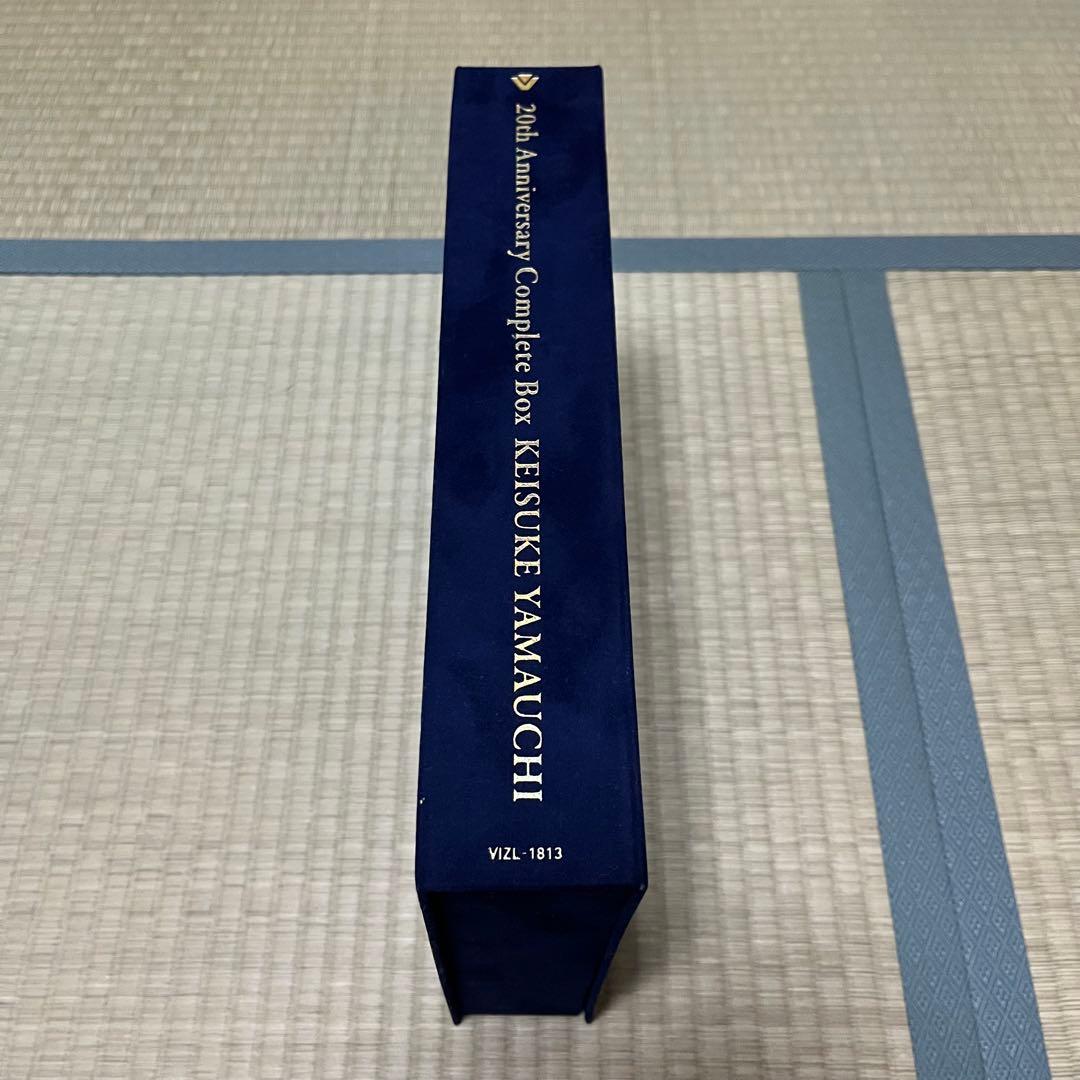 20th Anniversary Complete Box KEISUKE YAMAUCHI
VIZL-1813